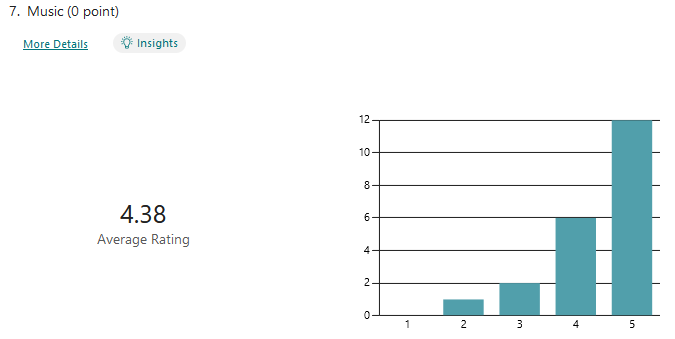 7. Music (0 point)
More Details
Insights
4.38
Average Rating
12
10
8
6
4
2
0
1 2 3 4 5